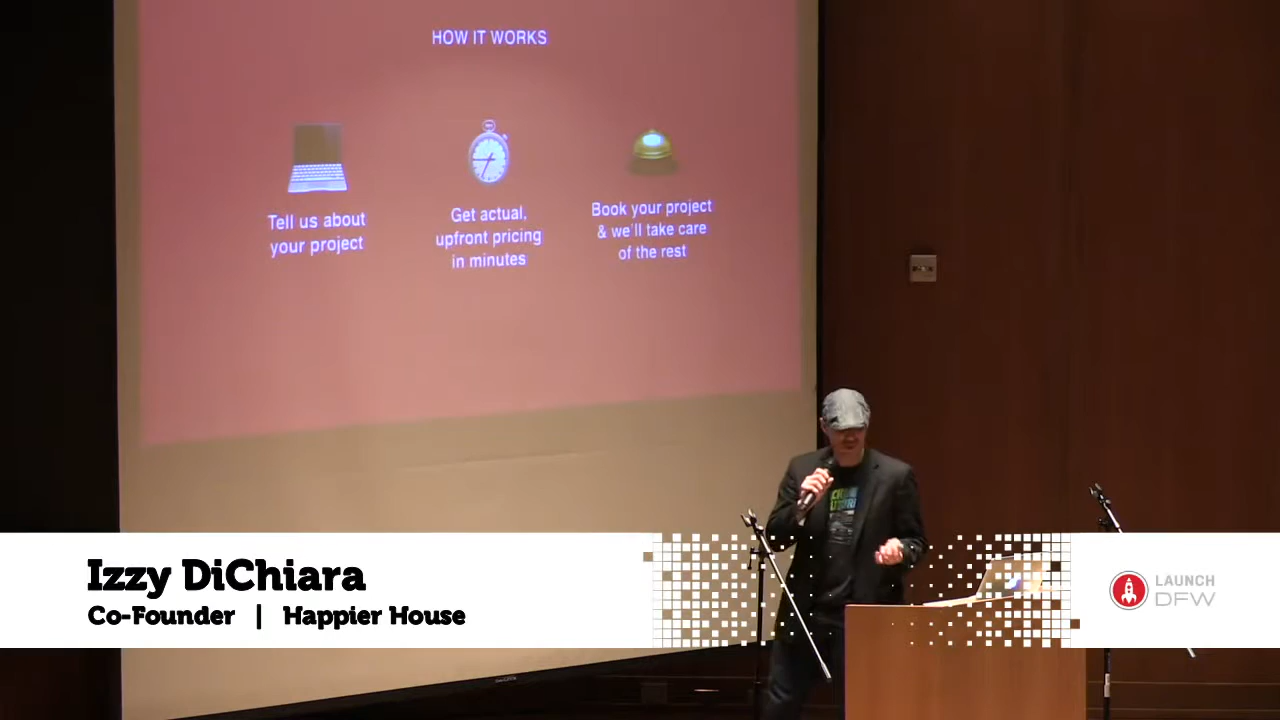 HOW IT WORKS
Tell us about
your project
Get actual,
upfront pricing
in minutes
Book your project
& we'll take care
of the rest
Izzy DiChiara
Co-Founder | Happier House
LAUNCH
DFW